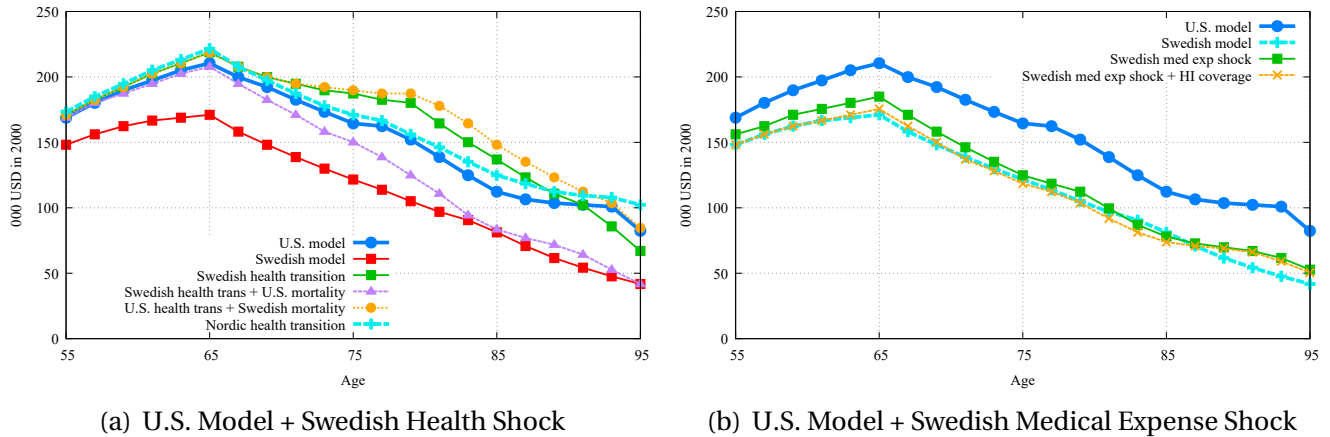 250
200
150
100
50
0
000 USD in 2000
U.S. model
Swedish model
Swedish health transition
Swedish health trans + U.S. mortality
U.S. health trans + Swedish mortality
Nordic health transition
55
65
75
85
95
Age
(a) U.S. Model + Swedish Health Shock
250
200
150
100
50
0
000 USD in 2000
U.S. model
Swedish model
Swedish med exp shock
Swedish med exp shock + HI coverage
55
65
75
85
95
Age
(b) U.S. Model + Swedish Medical Expense Shock